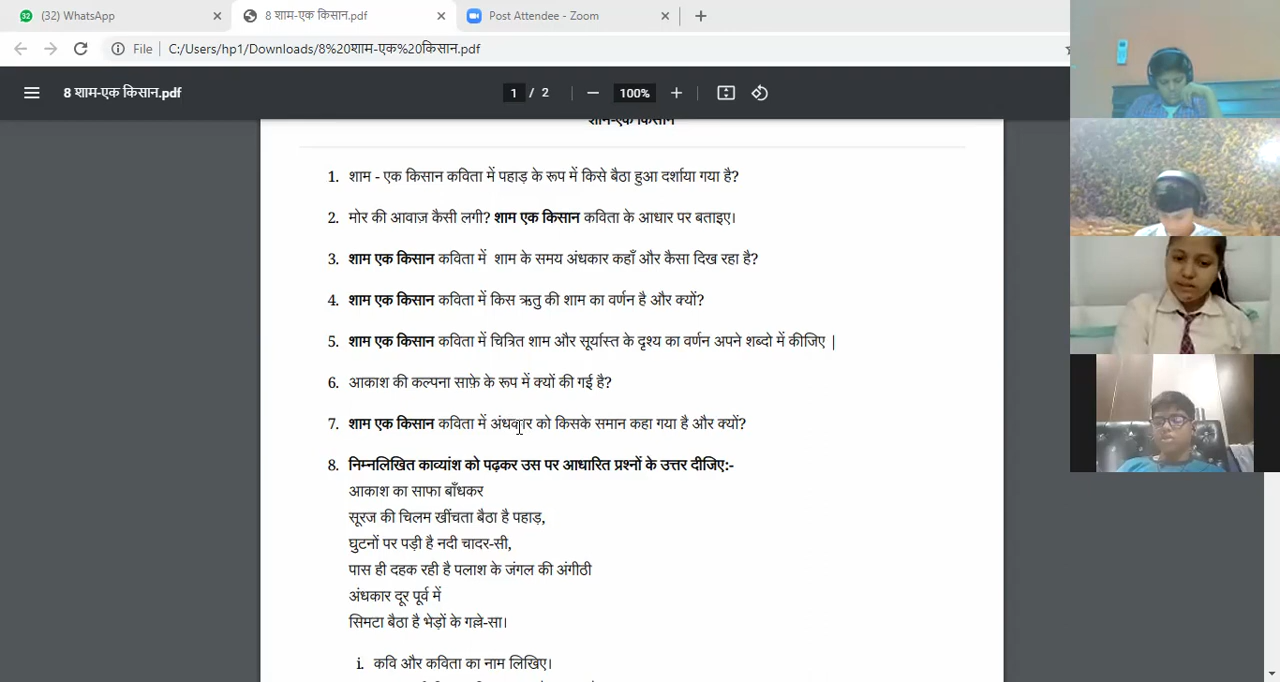 (32) WhatsApp
8 शाम-एक किसान.pdf
Post Attendee - Zoom
File
C:/Users/hp1/Downloads/8%20शाम-एक%20किसान.pdf
8 शाम-एक किसान.pdf
1 / 2
100%
शाम-एक किसान
1. शाम - एक किसान कविता में पहाड़ के रूप में किसे बैठा हुआ दर्शाया गया है?
2. मोर की आवाज़ कैसी लगी? शाम एक किसान कविता के आधार पर बताइए।
3. शाम एक किसान कविता में शाम के समय अंधकार कहाँ और कैसा दिख रहा है?
4. शाम एक किसान कविता में किस ऋतु की शाम का वर्णन है और क्यों?
5. शाम एक किसान कविता में चित्रित शाम और सूर्यास्त के दृश्य का वर्णन अपने शब्दो में कीजिए |
6. आकाश की कल्पना साफ़े के रूप में क्यों की गई है?
7. शाम एक किसान कविता में अंधकार को किसके समान कहा गया है और क्यों?
8. निम्नलिखित काव्यांश को पढ़कर उस पर आधारित प्रश्नों के उत्तर दीजिए:-
आकाश का साफा बाँधकर
सूरज की चिलम खींचता बैठा है पहाड़,
घुटनों पर पड़ी है नदी चादर-सी,
पास ही दहक रही है पलाश के जंगल की अंगीठी
अंधकार दूर पूर्व में
सिमटा बैठा है भेड़ों के गल्ले-सा।
i. कवि और कविता का नाम लिखिए।